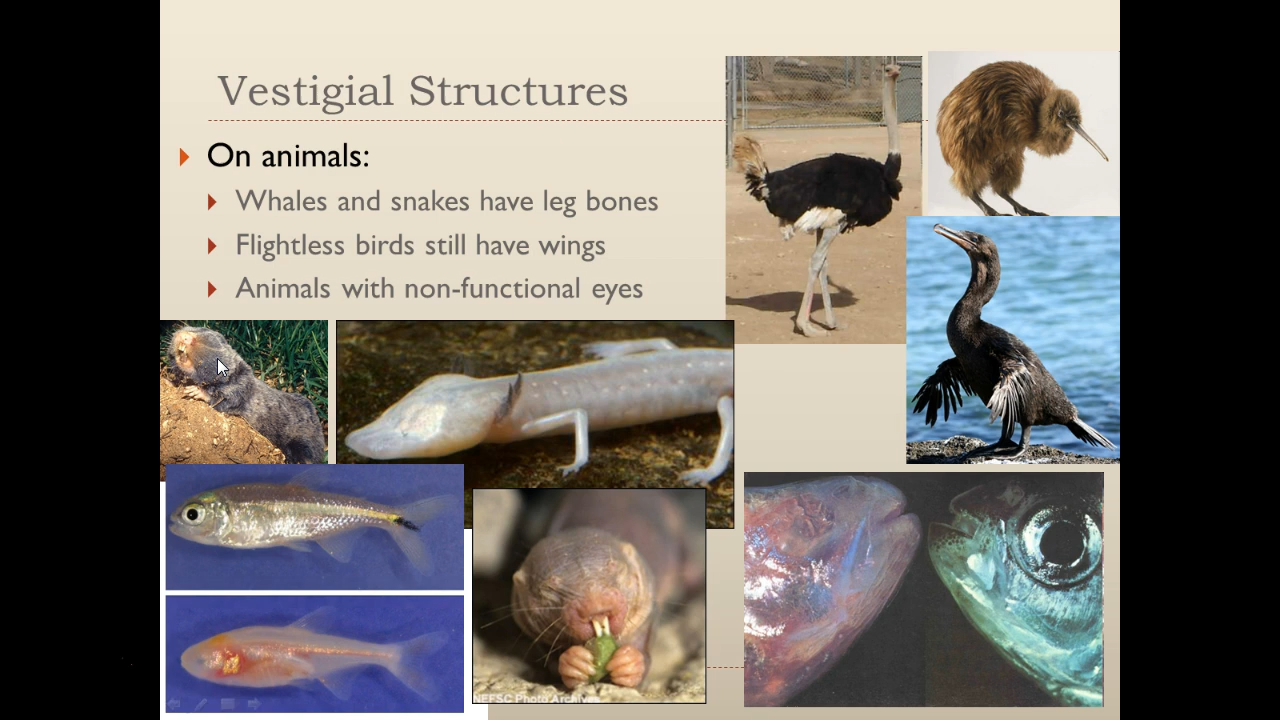 Vestigial Structures
On animals:
Whales and snakes have leg bones
Flightless birds still have wings
Animals with non-functional eyes
NEFSC Photo Archives